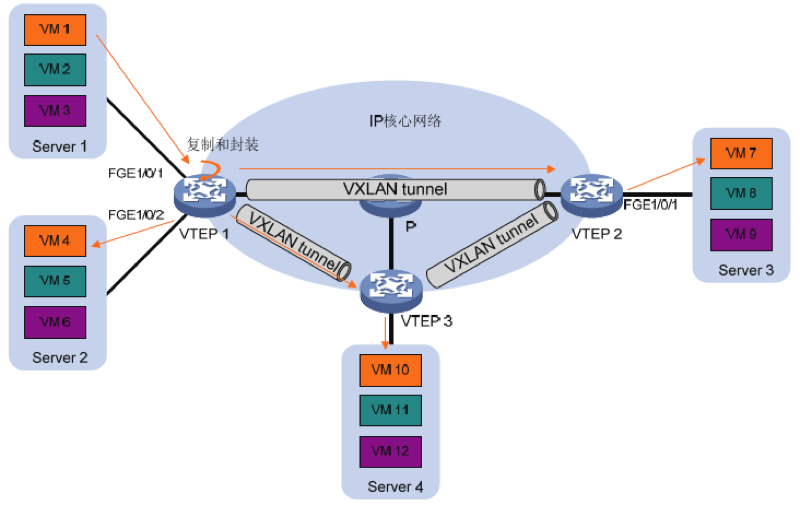 VM 1
VM 2
VM 3
Server 1
IP核心网络
复制和封装
FGE1/0/1
FGE1/0/2
VTEP 1
VXLAN tunnel
VXLAN tunnel
VXLAN tunnel
P
VTEP 2
FGE1/0/1
VM 7
VM 8
VM 9
Server 3
VM 4
VM 5
VM 6
Server 2
VTEP 3
VM 10
VM 11
VM 12
Server 4